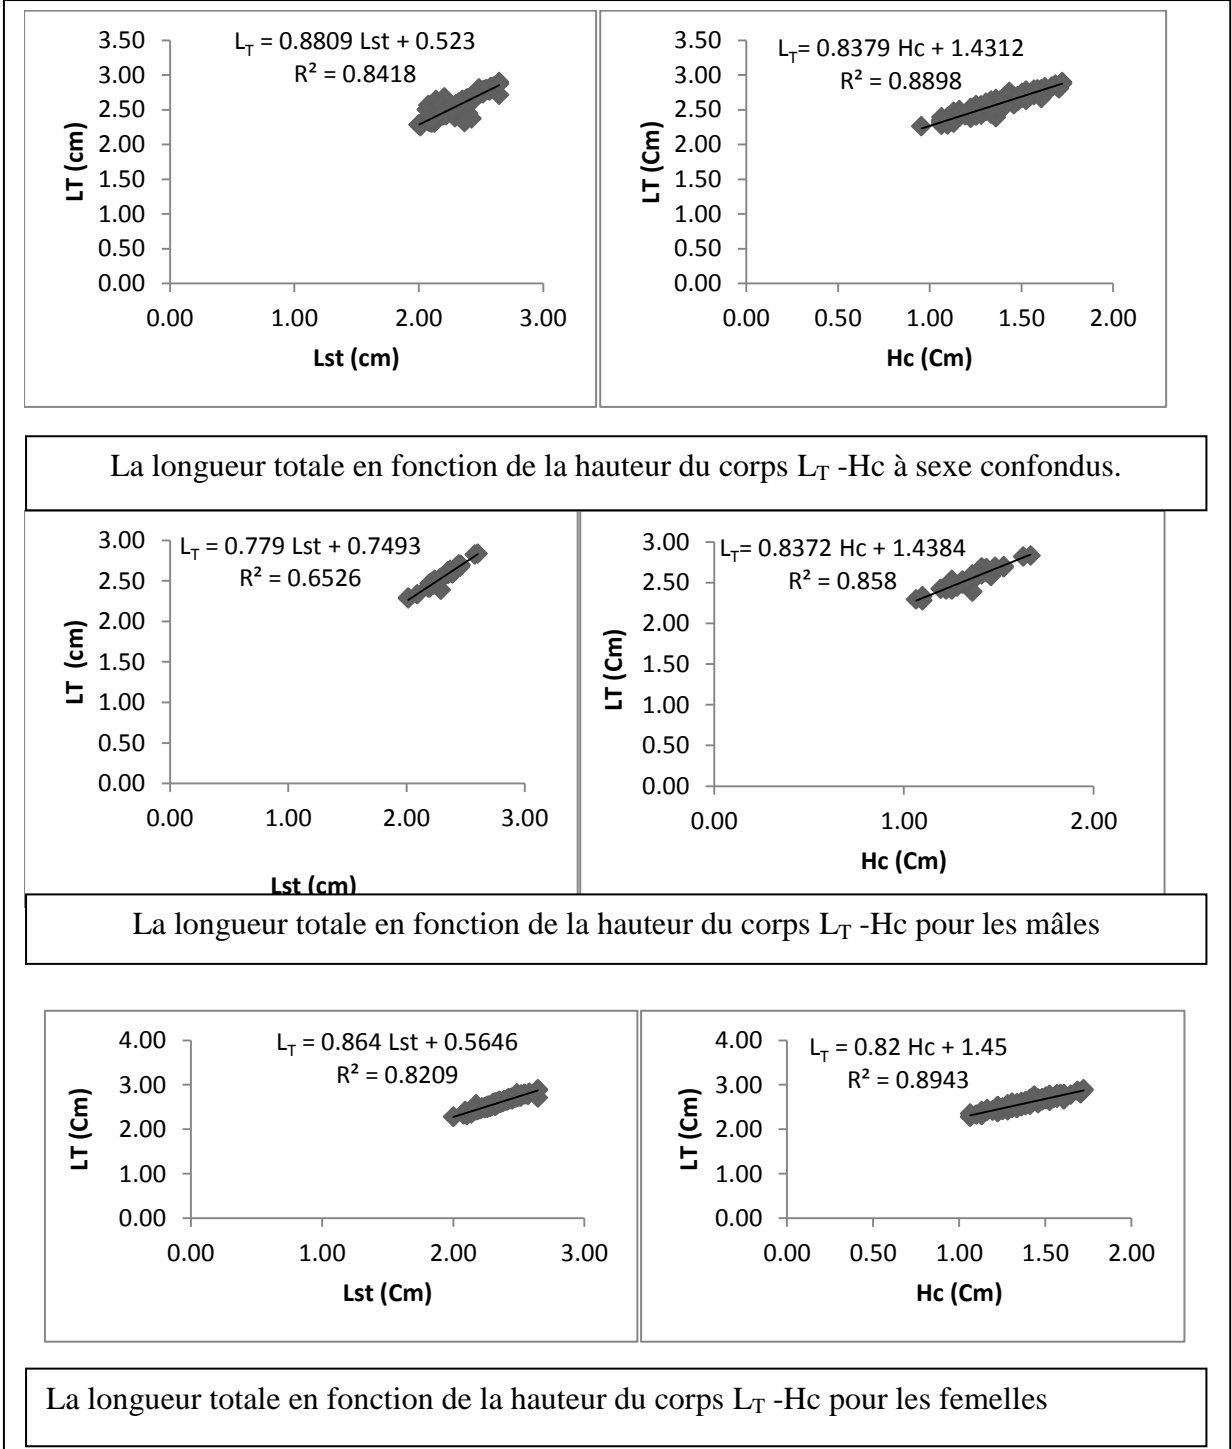 L_T = 0.8809 Lst + 0.523
R² = 0.8418
3.50
3.00
2.50
2.00
1.50
1.00
0.50
0.00
LT (cm)
0.00 1.00 2.00 3.00
Lst (cm)
L_T= 0.8379 Hc + 1.4312
R² = 0.8898
3.50
3.00
2.50
2.00
1.50
1.00
0.50
0.00
LT (Cm)
0.00 0.50 1.00 1.50 2.00
Hc (Cm)
La longueur totale en fonction de la hauteur du corps L_T -Hc à sexe confondus.
L_T = 0.779 Lst + 0.7493
R² = 0.6526
3.00
2.50
2.00
1.50
1.00
0.50
0.00
LT (cm)
0.00 1.00 2.00 3.00
Lst (cm)
L_T= 0.8372 Hc + 1.4384
R² = 0.858
3.00
2.50
2.00
1.50
1.00
0.50
0.00
LT (Cm)
0.00 1.00 2.00
Hc (Cm)
La longueur totale en fonction de la hauteur du corps L_T -Hc pour les mâles
L_T = 0.864 Lst + 0.5646
R² = 0.8209
4.00
3.00
2.00
1.00
0.00
LT (Cm)
0.00 1.00 2.00 3.00
Lst (Cm)
L_T = 0.82 Hc + 1.45
R² = 0.8943
4.00
3.00
2.00
1.00
0.00
LT (Cm)
0.00 0.50 1.00 1.50 2.00
Hc (Cm)
La longueur totale en fonction de la hauteur du corps L_T -Hc pour les femelles